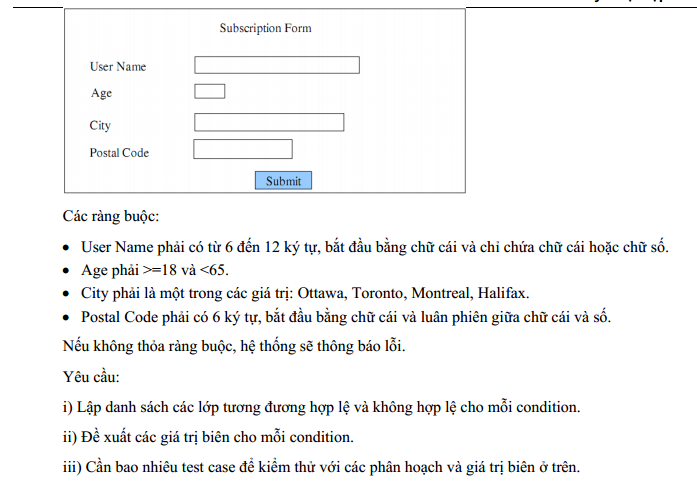 Subscription Form
User Name
Age
City
Postal Code
Submit
Các ràng buộc:
• User Name phải có từ 6 đến 12 ký tự, bắt đầu bằng chữ cái và chỉ chứa chữ cái hoặc chữ số.
• Age phải >=18 và <65.
• City phải là một trong các giá trị: Ottawa, Toronto, Montreal, Halifax.
• Postal Code phải có 6 ký tự, bắt đầu bằng chữ cái và luân phiên giữa chữ cái và số.
Nếu không thỏa ràng buộc, hệ thống sẽ thông báo lỗi.
Yêu cầu:
i) Lập danh sách các lớp tương đương hợp lệ và không hợp lệ cho mỗi condition.
ii) Đề xuất các giá trị biên cho mỗi condition.
iii) Cần bao nhiêu test case để kiểm thử với các phân hoạch và giá trị biên ở trên.